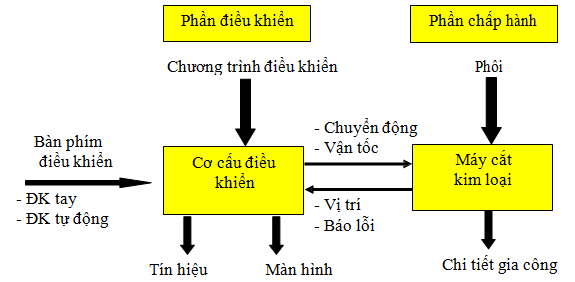 Phần điều khiển
Phần chấp hành
Chương trình điều khiển
Phôi
Bàn phím
điều khiển
- ĐK tay
- ĐK tự động
Cơ cấu điều
khiển
- Chuyển động
- Vận tốc
- Vị trí
- Báo lỗi
Máy cắt
kim loại
Tín hiệu
Màn hình
Chi tiết gia công